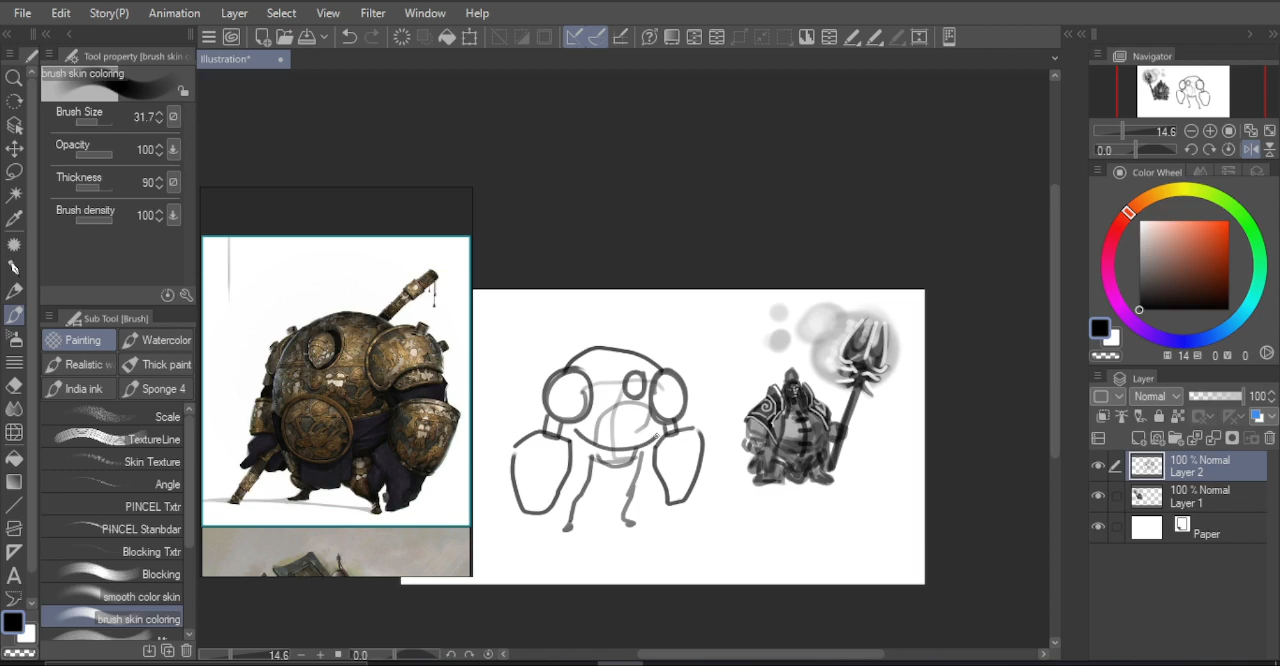 File Edit Story(P) Animation Layer Select View Filter Window Help
Tool property [brush skin co
Illustration*
Navigator
brush skin coloring
Brush Size 31.7
Opacity 100
Thickness 90
Brush density 100
14.6
0.0
Color Wheel
Sub Tool [Brush]
Painting Watercolor
Realistic w Thick paint
India ink Sponge 4
Scale
TextureLine
Skin Texture
Angle
PINCEL Txtr
PINCEL Stanbdar
Blocking Txtr
Blocking
smooth color skin
brush skin coloring
H 14 S 0 V 0
Layer
Normal 100
100 % Normal
Layer 2
100 % Normal
Layer 1
Paper
14.6 0.0